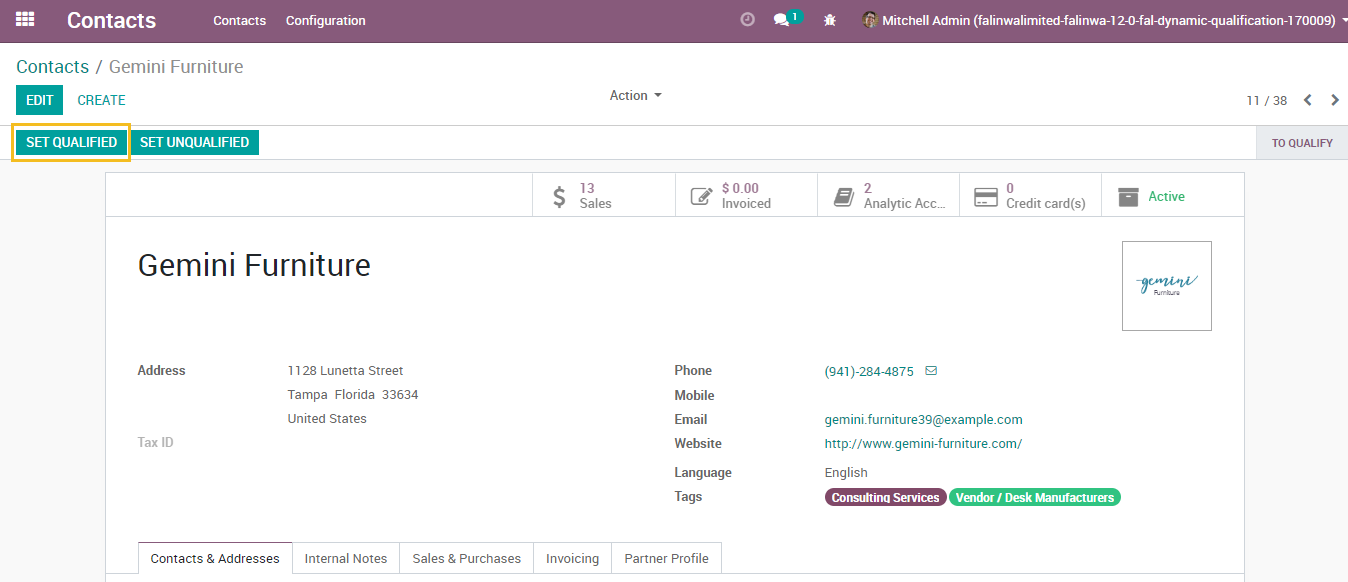 Contacts Contacts Configuration 1 Mitchell Admin (falinwalimited-falinwa-12-0-fal-dynamic-qualification-170009)
Contacts / Gemini Furniture
EDIT CREATE Action 11 / 38
SET QUALIFIED SET UNQUALIFIED TO QUALIFY
13 Sales
$ 0.00 Invoiced
2 Analytic Acc...
0 Credit card(s)
Active
Gemini Furniture
gemini
Furniture
Address 1128 Lunetta Street
Tampa Florida 33634
United States
Tax ID
Phone (941)-284-4875
Mobile
Email gemini.furniture39@example.com
Website http://www.gemini-furniture.com/
Language English
Tags Consulting Services Vendor / Desk Manufacturers
Contacts & Addresses Internal Notes Sales & Purchases Invoicing Partner Profile